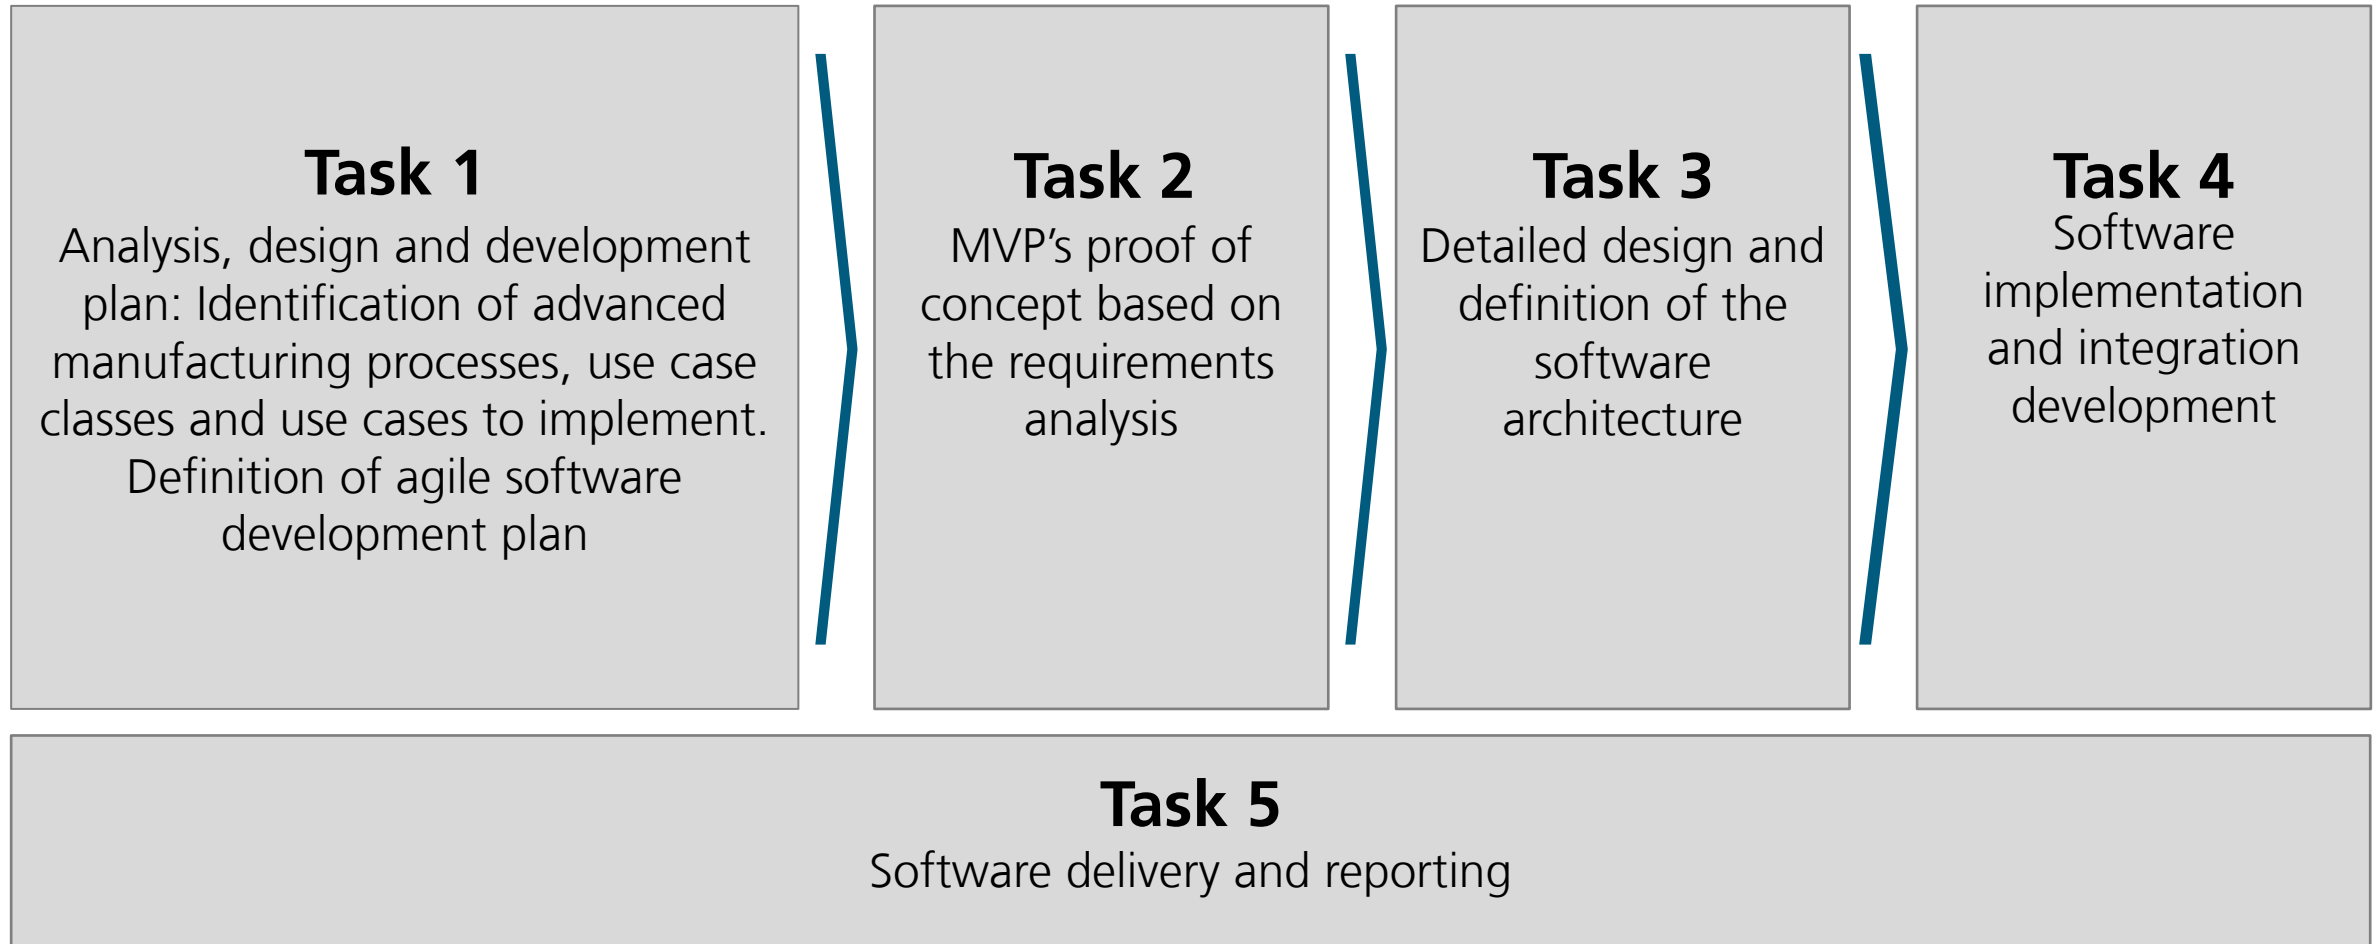 Task 1
Analysis, design and development
plan: Identification of advanced
manufacturing processes, use case
classes and use cases to implement.
Definition of agile software
development plan
Task 2
MVP’s proof of
concept based on
the requirements
analysis
Task 3
Detailed design and
definition of the
software
architecture
Task 4
Software
implementation
and integration
development
Task 5
Software delivery and reporting